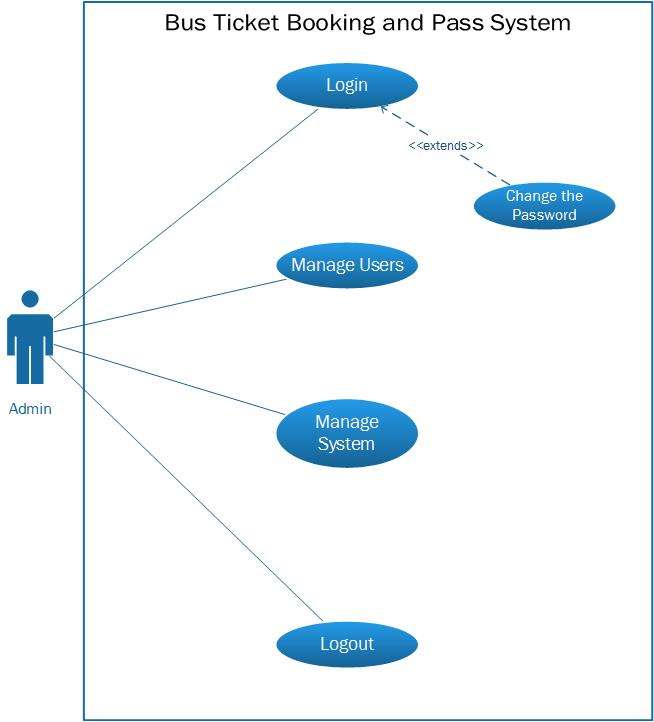 Bus Ticket Booking and Pass System
Login
<<extends>>
Change the
Password
Manage Users
Admin
Manage
System
Logout